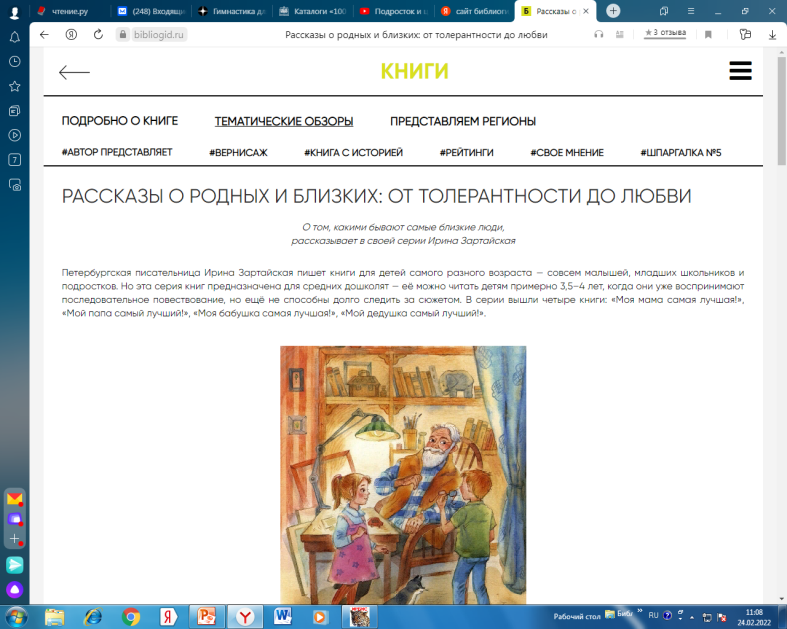 чтение.ру
(248) Входящи
Гимнастика дл
Каталоги «100
Подросток и ц
сайт библиоте
Рассказы о
bibliogid.ru
Рассказы о родных и близких: от толерантности до любви
★ 3 отзыва
КНИГИ
ПОДРОБНО О КНИГЕ
ТЕМАТИЧЕСКИЕ ОБЗОРЫ
ПРЕДСТАВЛЯЕМ РЕГИОНЫ
#АВТОР ПРЕДСТАВЛЯЕТ
#ВЕРНИСАЖ
#КНИГА С ИСТОРИЕЙ
#РЕЙТИНГИ
#СВОЕ МНЕНИЕ
#ШПАРГАЛКА №5
РАССКАЗЫ О РОДНЫХ И БЛИЗКИХ: ОТ ТОЛЕРАНТНОСТИ ДО ЛЮБВИ
О том, какими бывают самые близкие люди,
рассказывает в своей серии Ирина Зартайская
Петербургская писательница Ирина Зартайская пишет книги для детей самого разного возраста — совсем малышей, младших школьников и
подростков. Но эта серия книг предназначена для средних дошколят — её можно читать детям примерно 3,5–4 лет, когда они уже воспринимают
последовательное повествование, но ещё не способны долго следить за сюжетом. В серии вышли четыре книги: «Моя мама самая лучшая!»,
«Мой папа самый лучший!», «Моя бабушка самая лучшая!», «Мой дедушка самый лучший!».
7
Рабочий стол
Библ
RU
11:08
24.02.2022